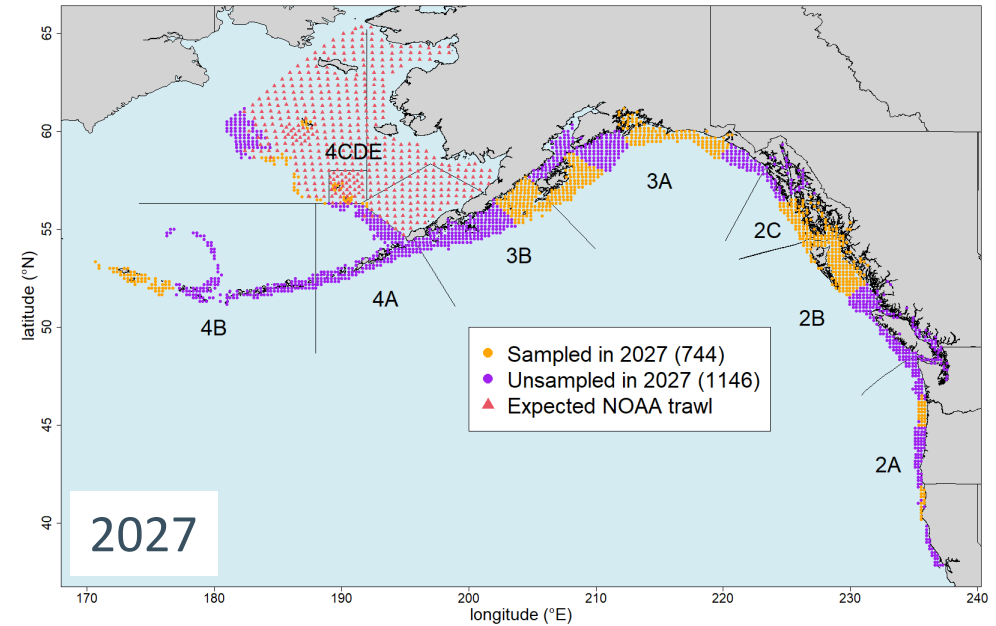 65
60
55
50
45
40
latitude (°N)
4CDE
3A
2C
3B
4A
4B
2B
2A
Sampled in 2027 (744)
Unsampled in 2027 (1146)
Expected NOAA trawl
2027
170
180
190
200
210
220
230
240
longitude (°E)